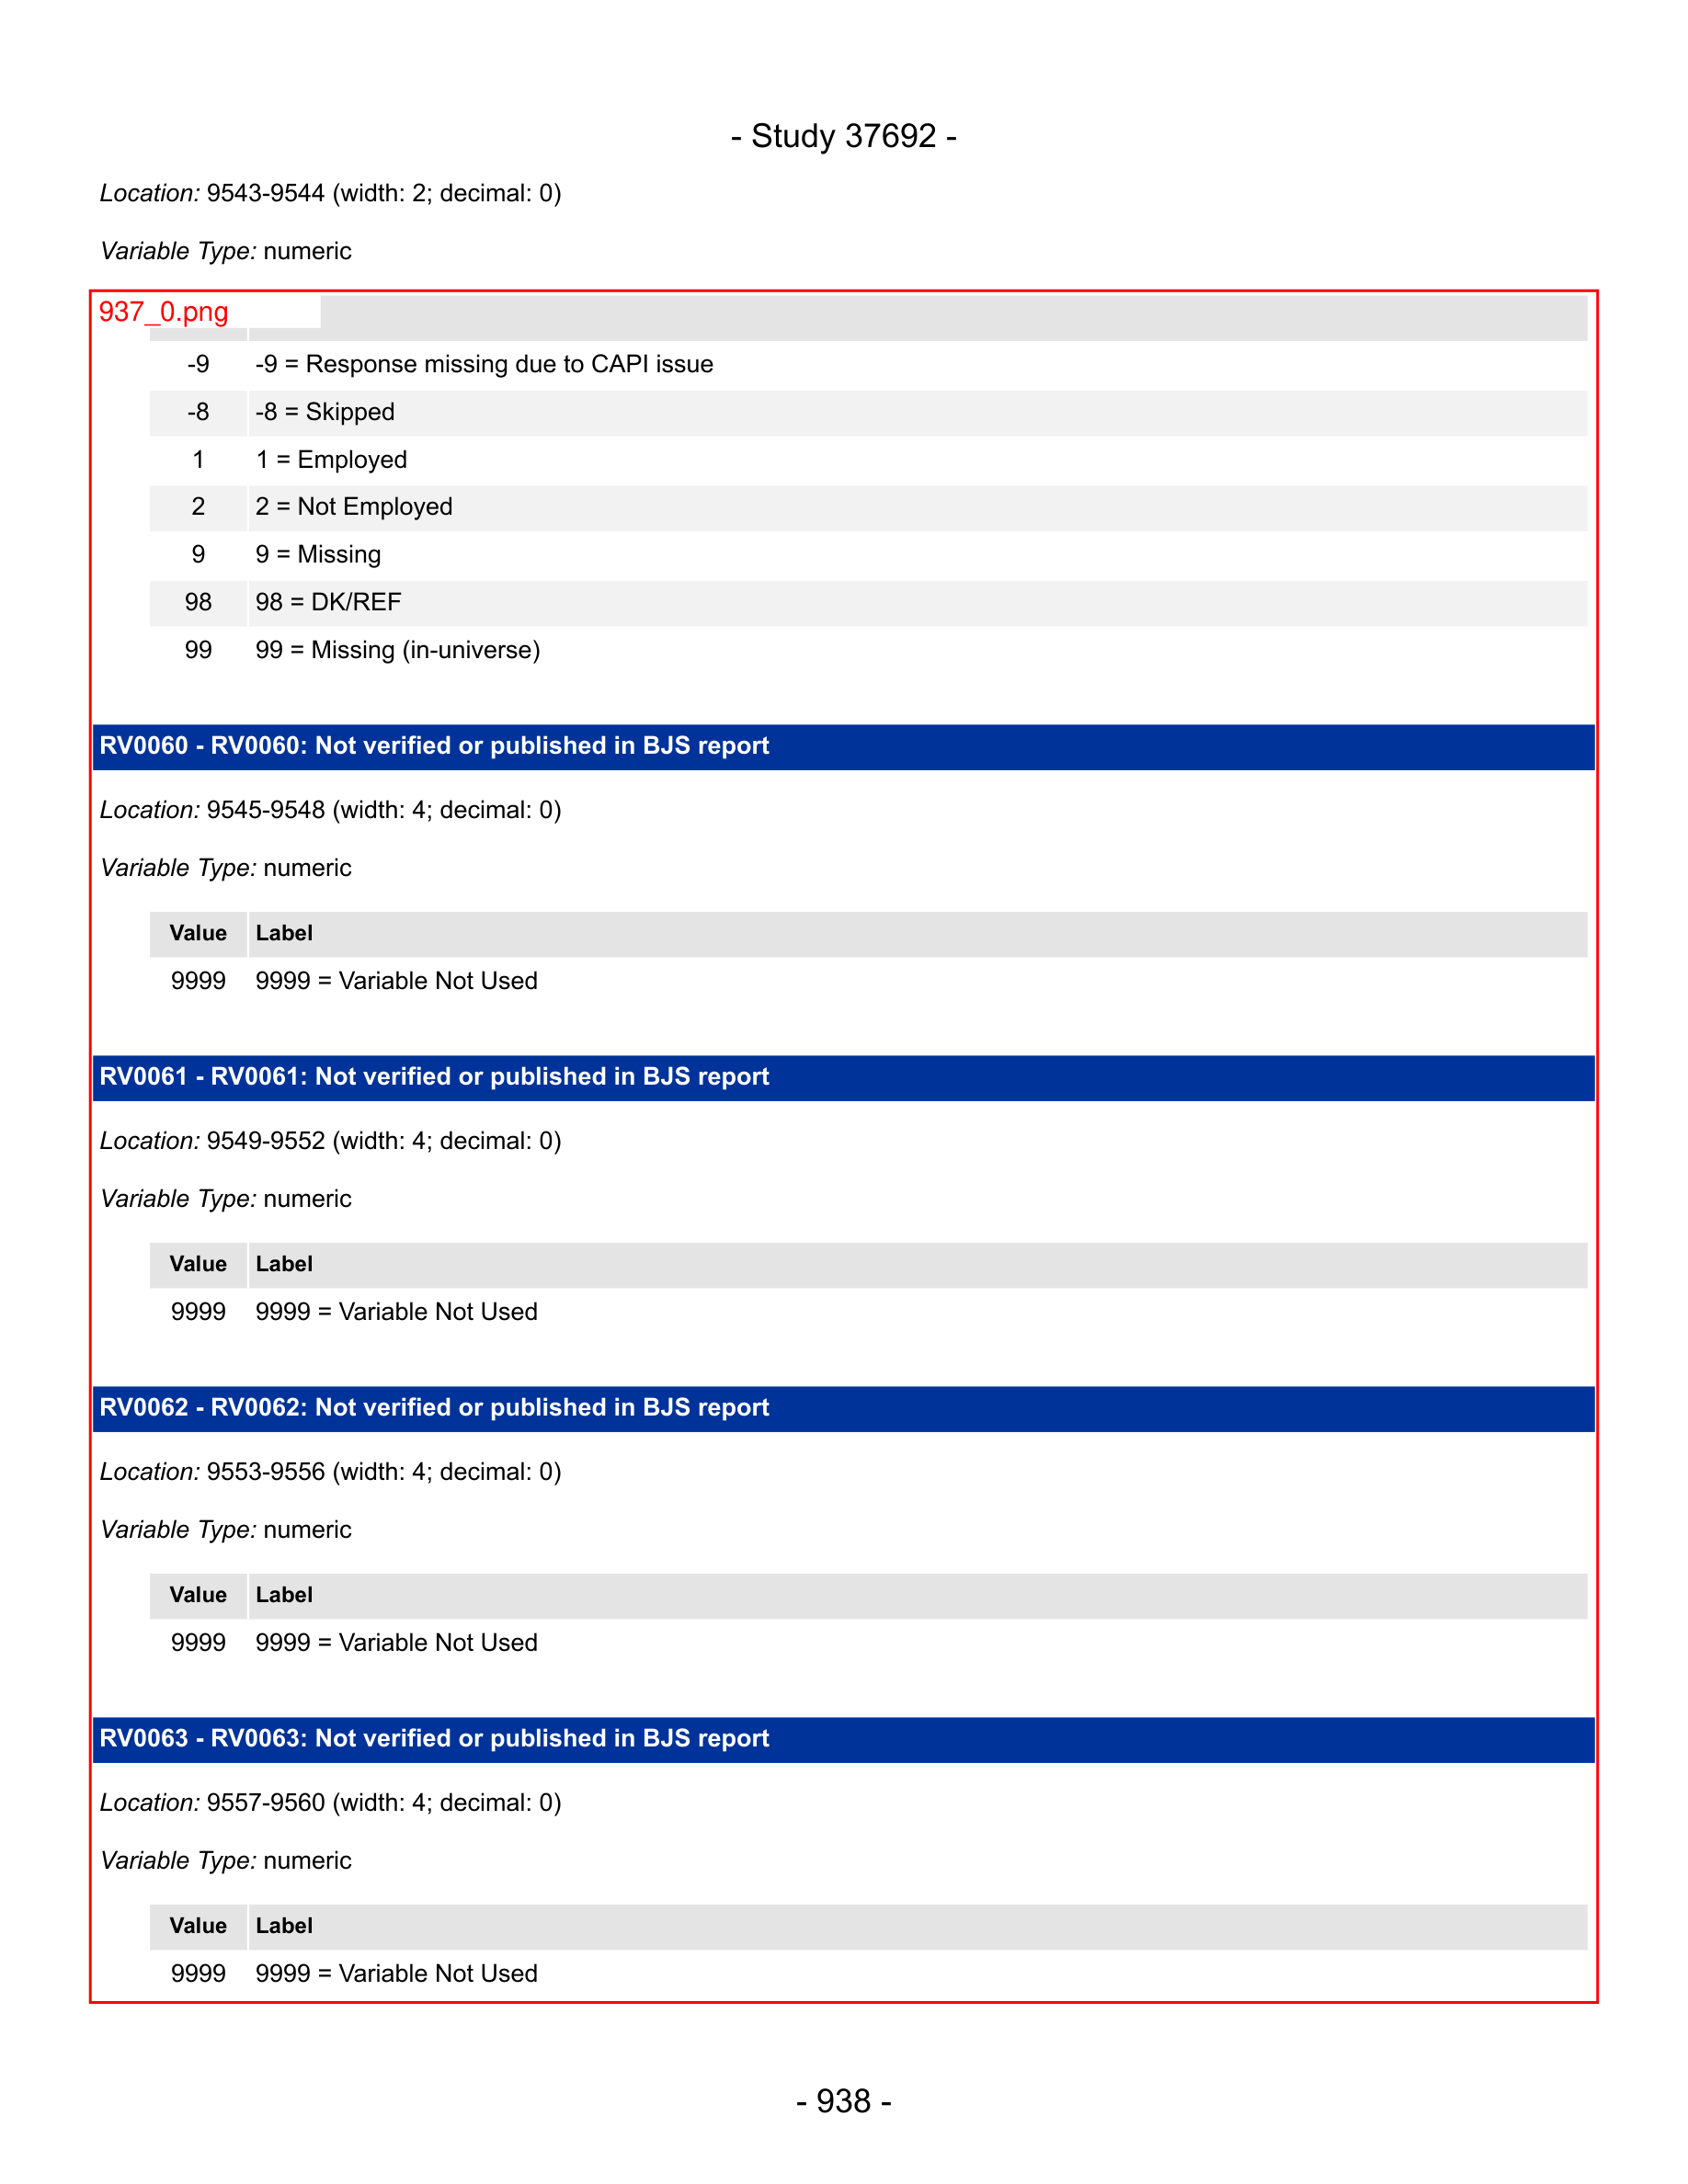 - Study 37692 -
Location: 9543-9544 (width: 2; decimal: 0)
Variable Type: numeric
937_0.png
-9 -9 = Response missing due to CAPI issue
-8 -8 = Skipped
1 1 = Employed
2 2 = Not Employed
9 9 = Missing
98 98 = DK/REF
99 99 = Missing (in-universe)
RV0060 - RV0060: Not verified or published in BJS report
Location: 9545-9548 (width: 4; decimal: 0)
Variable Type: numeric
Value Label
9999 9999 = Variable Not Used
RV0061 - RV0061: Not verified or published in BJS report
Location: 9549-9552 (width: 4; decimal: 0)
Variable Type: numeric
Value Label
9999 9999 = Variable Not Used
RV0062 - RV0062: Not verified or published in BJS report
Location: 9553-9556 (width: 4; decimal: 0)
Variable Type: numeric
Value Label
9999 9999 = Variable Not Used
RV0063 - RV0063: Not verified or published in BJS report
Location: 9557-9560 (width: 4; decimal: 0)
Variable Type: numeric
Value Label
9999 9999 = Variable Not Used
- 938 -